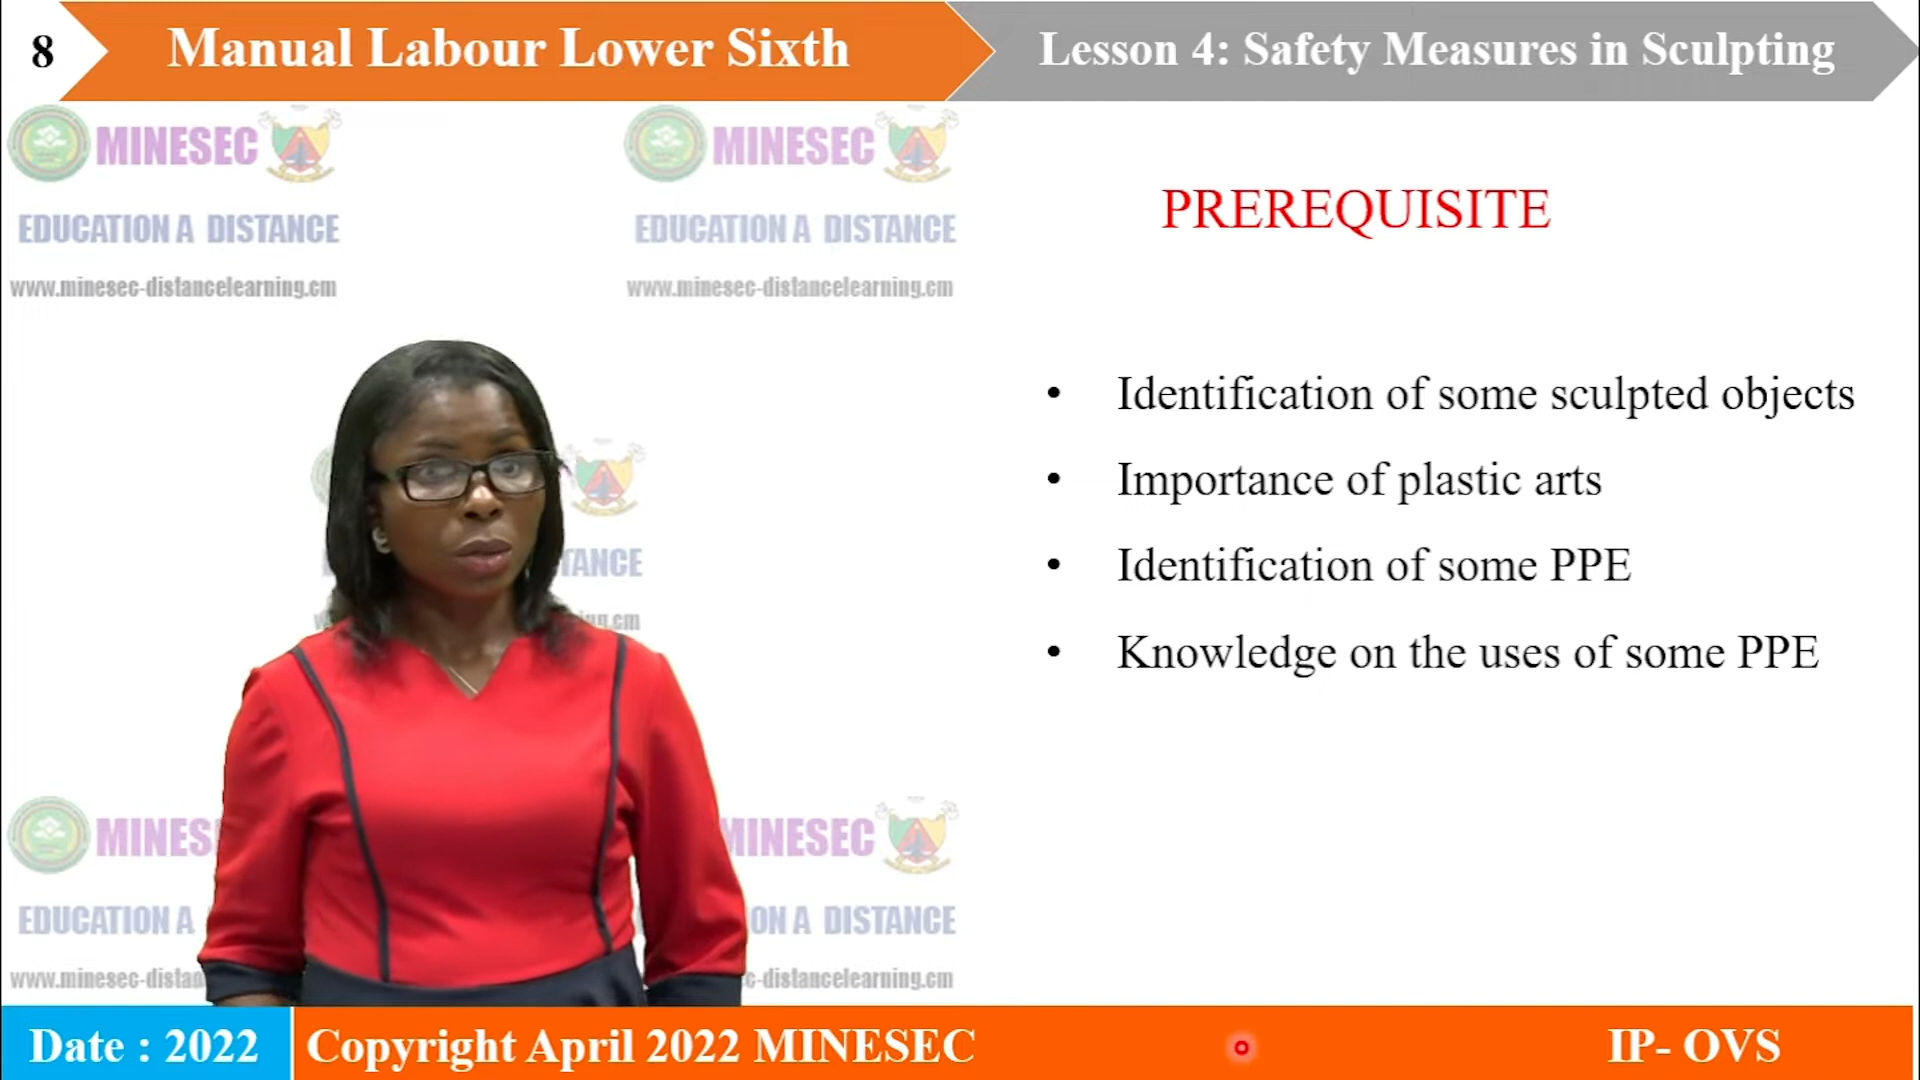 8
Manual Labour Lower Sixth
Lesson 4: Safety Measures in Sculpting
MINESEC
EDUCATION A DISTANCE
www.minesec-distancelearning.cm
MINESEC
EDUCATION A DISTANCE
www.minesec-distancelearning.cm
PREREQUISITE
• Identification of some sculpted objects
• Importance of plastic arts
• Identification of some PPE
• Knowledge on the uses of some PPE
TANCE
ng.cm
MINES
EDUCATION A
www.minesec-distan
MINESEC
ON A DISTANCE
c-distancelearning.cm
Date : 2022
Copyright April 2022 MINESEC
IP- OVS